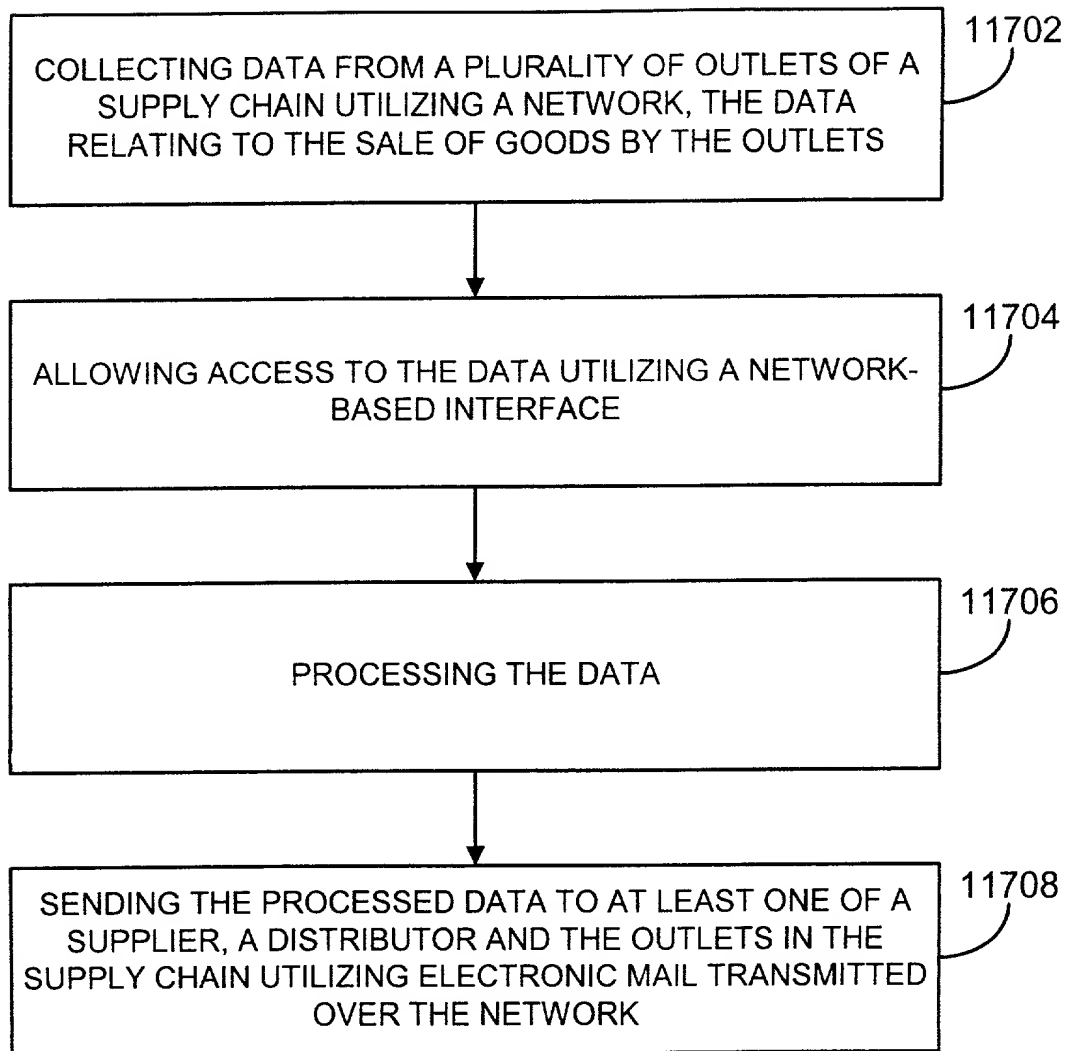 11702
COLLECTING DATA FROM A PLURALITY OF OUTLETS OF A
SUPPLY CHAIN UTILIZING A NETWORK, THE DATA
RELATING TO THE SALE OF GOODS BY THE OUTLETS
11704
ALLOWING ACCESS TO THE DATA UTILIZING A NETWORK-
BASED INTERFACE
11706
PROCESSING THE DATA
11708
SENDING THE PROCESSED DATA TO AT LEAST ONE OF A
SUPPLIER, A DISTRIBUTOR AND THE OUTLETS IN THE
SUPPLY CHAIN UTILIZING ELECTRONIC MAIL TRANSMITTED
OVER THE NETWORK